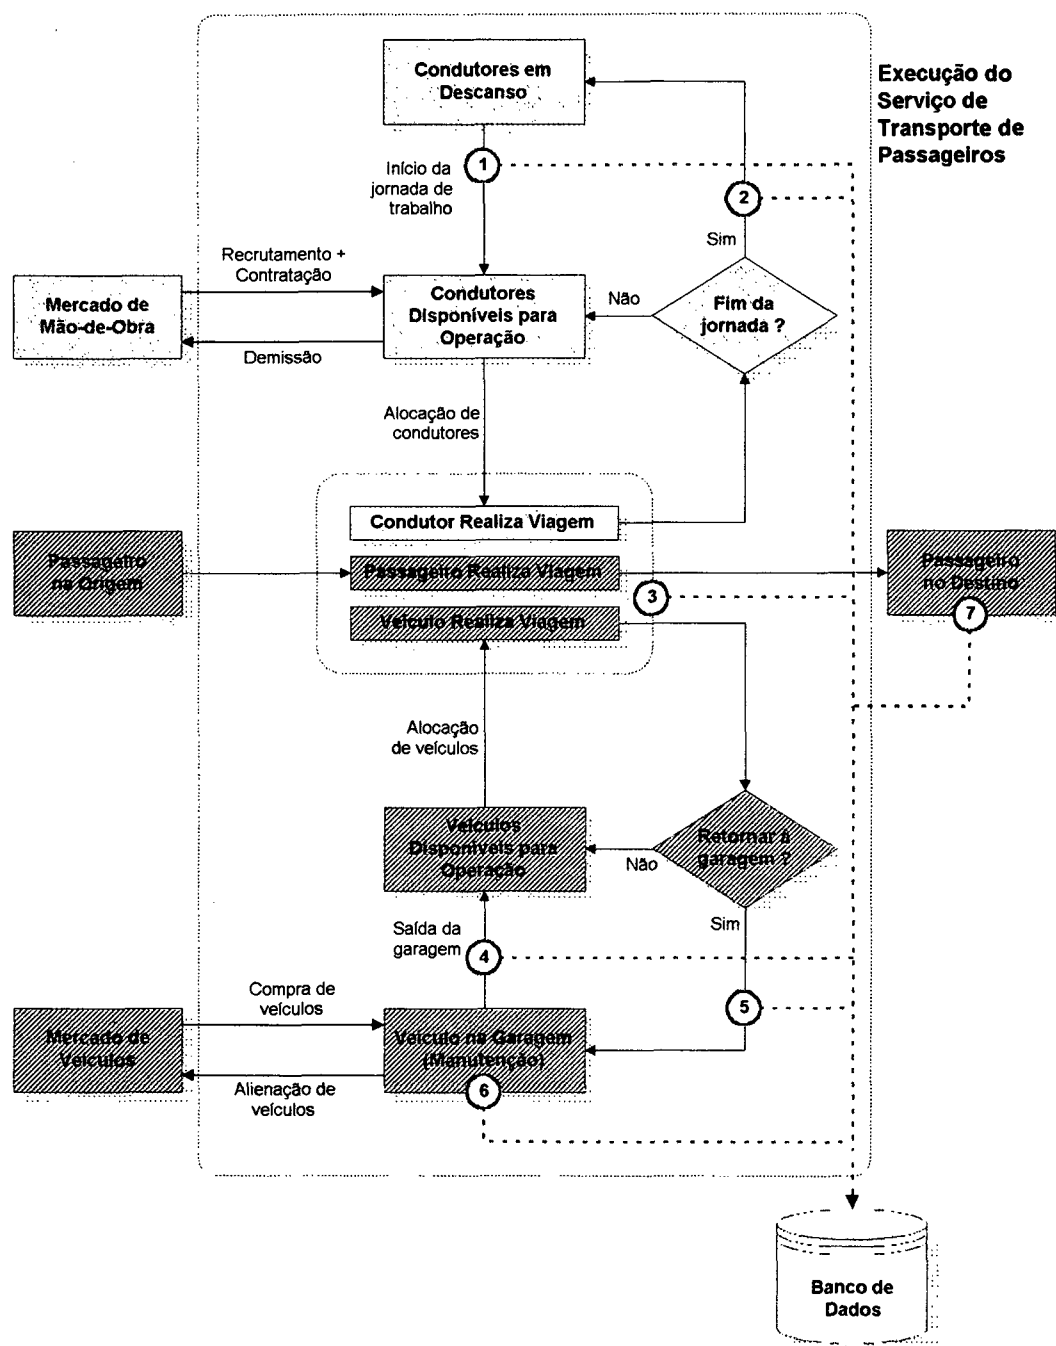 Condutores em
Descanso
Execução do
Serviço de
Transporte de
Passageiros
1
Início da
jornada de
trabalho
2
Sim
Recrutamento +
Contratação
Mercado de
Mão-de-Obra
Condutores
Disponíveis para
Operação
Não
Fim da
jornada ?
Demissão
Alocação de
condutores
Condutor Realiza Viagem
Passageiro
na Origem
Passageiro Realiza Viagem
Passageiro
no Destino
3
7
Veículo Realiza Viagem
Alocação
de veículos
Veículos
Disponíveis para
Operação
Não
Retornar à
garagem ?
Sim
Saída da
garagem
4
5
Compra de
veículos
Mercado de
Veículos
Veículo na Garagem
(Manutenção)
Alienação de
veículos
6
Banco de
Dados